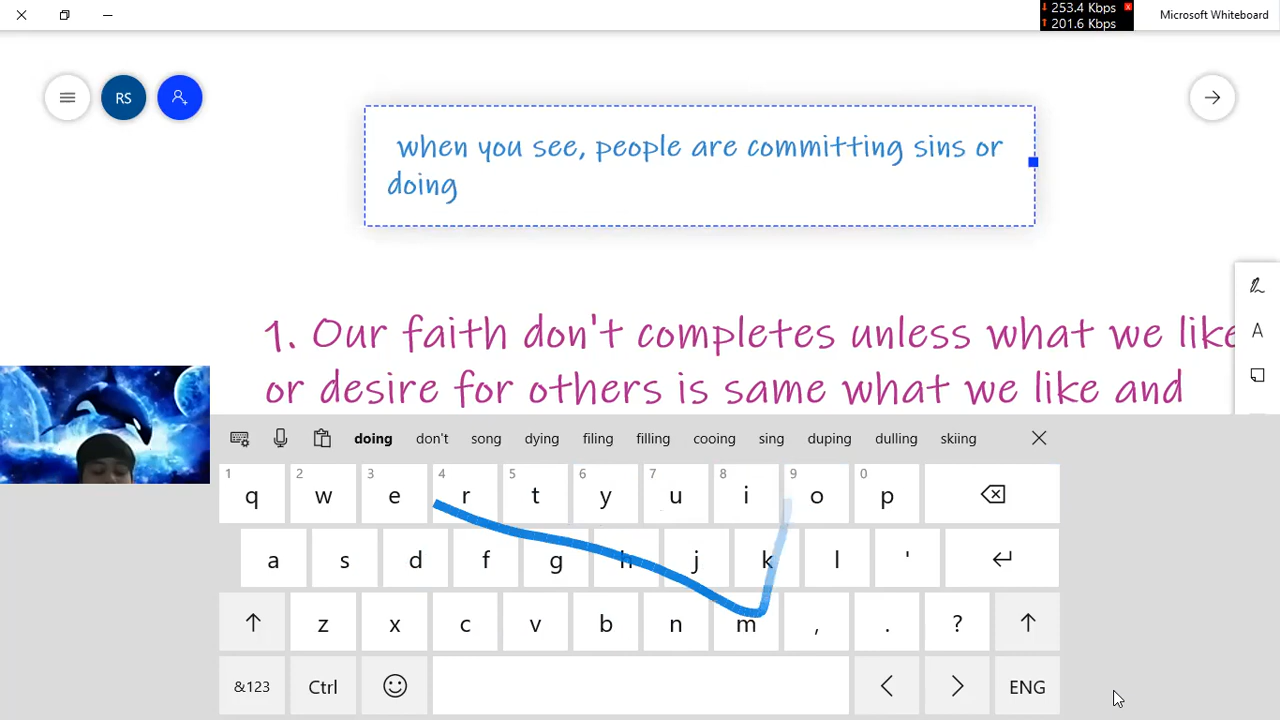 ↓ 253.4 Kbps x
↑ 201.6 Kbps
Microsoft Whiteboard
RS
when you see, people are committing sins or
doing
1. Our faith don't completes unless what we like
or desire for others is same what we like and
A
doing don't song dying filing filling cooing sing duping dulling skiing
1 2 3 4 5 6 7 8 9 0
q w e r t y u i o p
a s d f g h j k l '
z x c v b n m , . ?
&123 Ctrl ENG